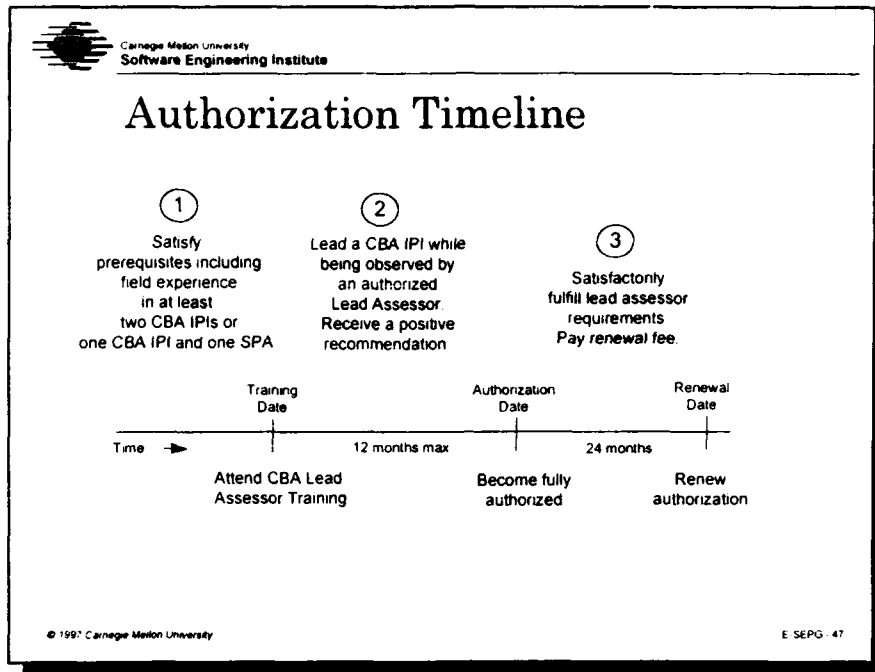 Carnegie Mellon University
Software Engineering Institute
Authorization Timeline
1
Satisfy
prerequisites including
field experience
in at least
two CBA IPIs or
one CBA IPI and one SPA
2
Lead a CBA IPI while
being observed by
an authorized
Lead Assessor.
Receive a positive
recommendation
3
Satisfactorily
fulfill lead assessor
requirements
Pay renewal fee.
Training
Date
Authorization
Date
Renewal
Date
Time
12 months max
24 months
Attend CBA Lead
Assessor Training
Become fully
authorized
Renew
authorization
© 1997 Carnegie Mellon University
E-SEPG - 47